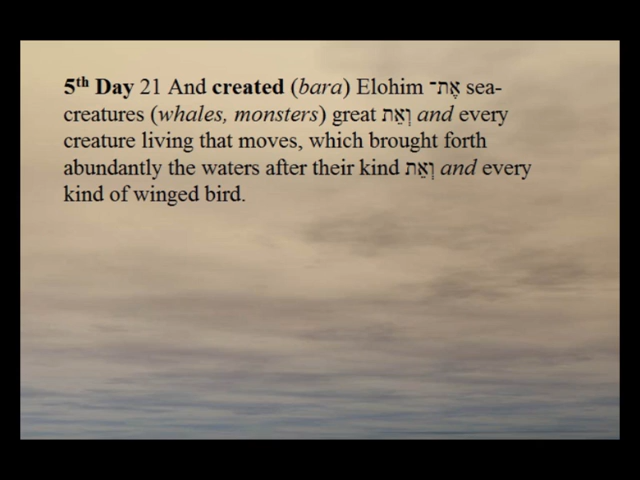 5th Day 21 And created (bara) Elohim אֶת־ sea-
creatures (whales, monsters) great וְאֵת and every
creature living that moves, which brought forth
abundantly the waters after their kind וְאֵת and every
kind of winged bird.